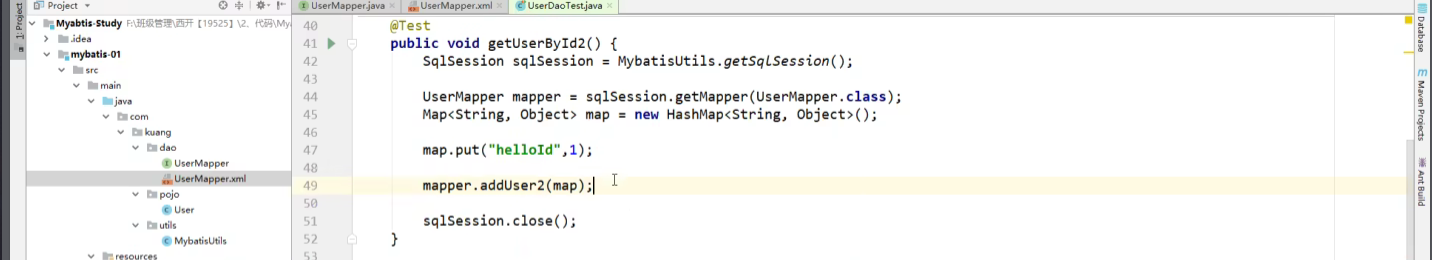 Project
UserMapper.java
UserMapper.xml
UserDaoTest.java
1: Project
Myabtis-Study F:\班级管理\西开【19525】\2、代码\My
.idea
mybatis-01
src
main
java
com
kuang
dao
UserMapper
UserMapper.xml
pojo
User
utils
MybatisUtils
resources
40 @Test
41 public void getUserById2() {
42 SqlSession sqlSession = MybatisUtils.getSqlSession();
43
44 UserMapper mapper = sqlSession.getMapper(UserMapper.class);
45 Map<String, Object> map = new HashMap<String, Object>();
46
47 map.put("helloId",1);
48
49 mapper.addUser2(map);
50
51 sqlSession.close();
52 }
53
Database
Maven Projects
Ant Build